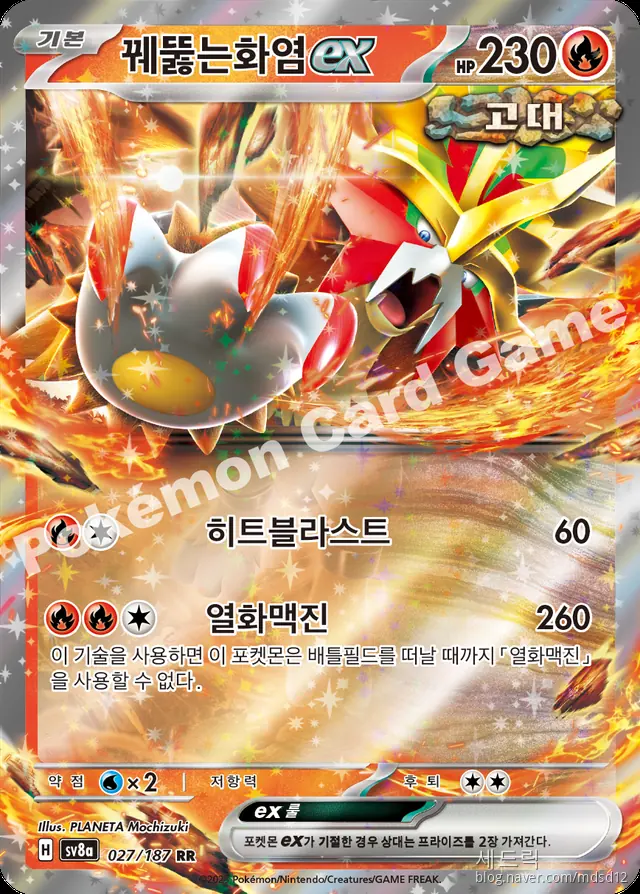 기본
꿰뚫는화염 ex
HP 230
고대
Pokémon Card Game
히트블라스트 60
열화맥진 260
이 기술을 사용하면 이 포켓몬은 배틀필드를 떠날 때까지 「열화맥진」
을 사용할 수 없다.
약점 ×2 저항력 후퇴
Illus. PLANETA Mochizuki
ex 룰
H sv8a 027/187 RR
포켓몬 ex가 기절한 경우 상대는 프라이즈를 2장 가져간다.
세드릭
Pokémon/Nintendo/Creatures/GAME FREAK.
blog.naver.com/mdsd12